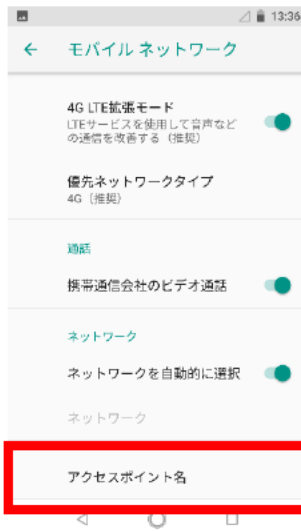 13:36
モバイル ネットワーク
4G LTE拡張モード
LTEサービスを使用して音声など
の通信を改善する（推奨）
優先ネットワークタイプ
4G（推奨）
通話
携帯通信会社のビデオ通話
ネットワーク
ネットワークを自動的に選択
ネットワーク
アクセスポイント名